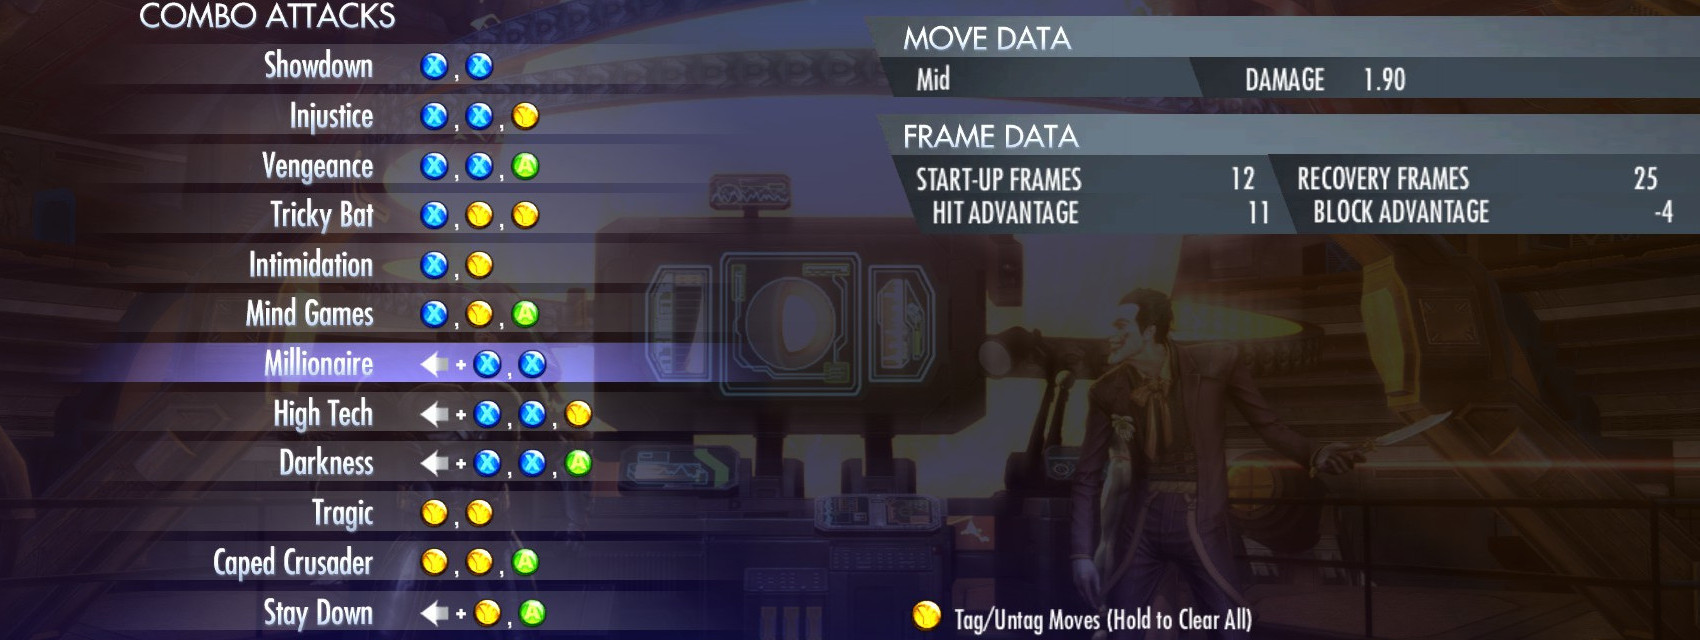 COMBO ATTACKS
Showdown X , X
Injustice X , X , Y
Vengeance X , X , A
Tricky Bat X , Y , Y
Intimidation X , Y
Mind Games X , Y , A
Millionaire + X , X
High Tech + X , X , Y
Darkness + X , X , A
Tragic Y , Y
Caped Crusader Y , Y , A
Stay Down + Y , A
MOVE DATA
Mid DAMAGE 1.90
FRAME DATA
START-UP FRAMES 12 RECOVERY FRAMES 25
HIT ADVANTAGE 11 BLOCK ADVANTAGE -4
Y Tag/Untag Moves (Hold to Clear All)